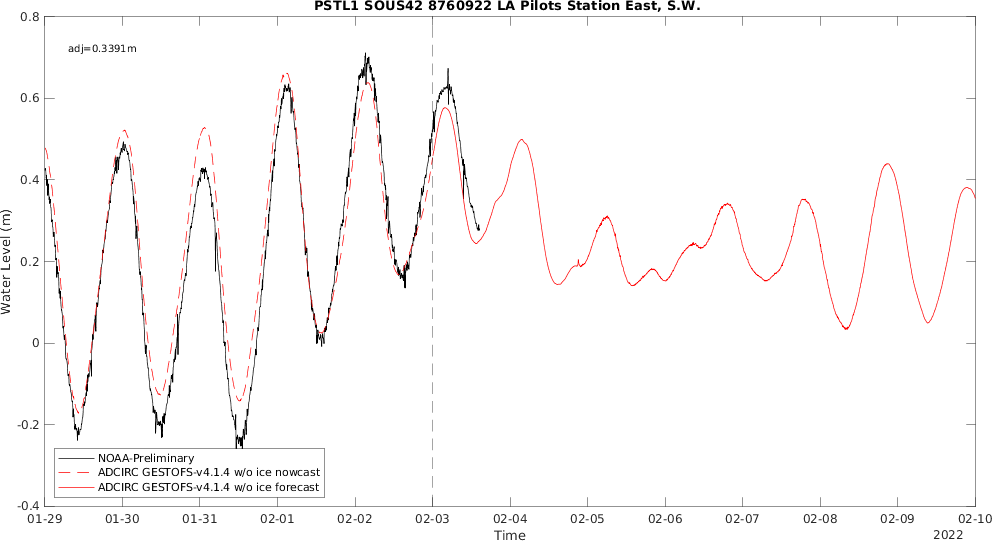 PSTL1 SOUS42 8760922 LA Pilots Station East, S.W.
adj=0.3391m
0.8
0.6
0.4
0.2
0
-0.2
-0.4
Water Level (m)
NOAA-Preliminary
ADCIRC GESTOFS-v4.1.4 w/o ice nowcast
ADCIRC GESTOFS-v4.1.4 w/o ice forecast
01-29 01-30 01-31 02-01 02-02 02-03 02-04 02-05 02-06 02-07 02-08 02-09 02-10
Time
2022